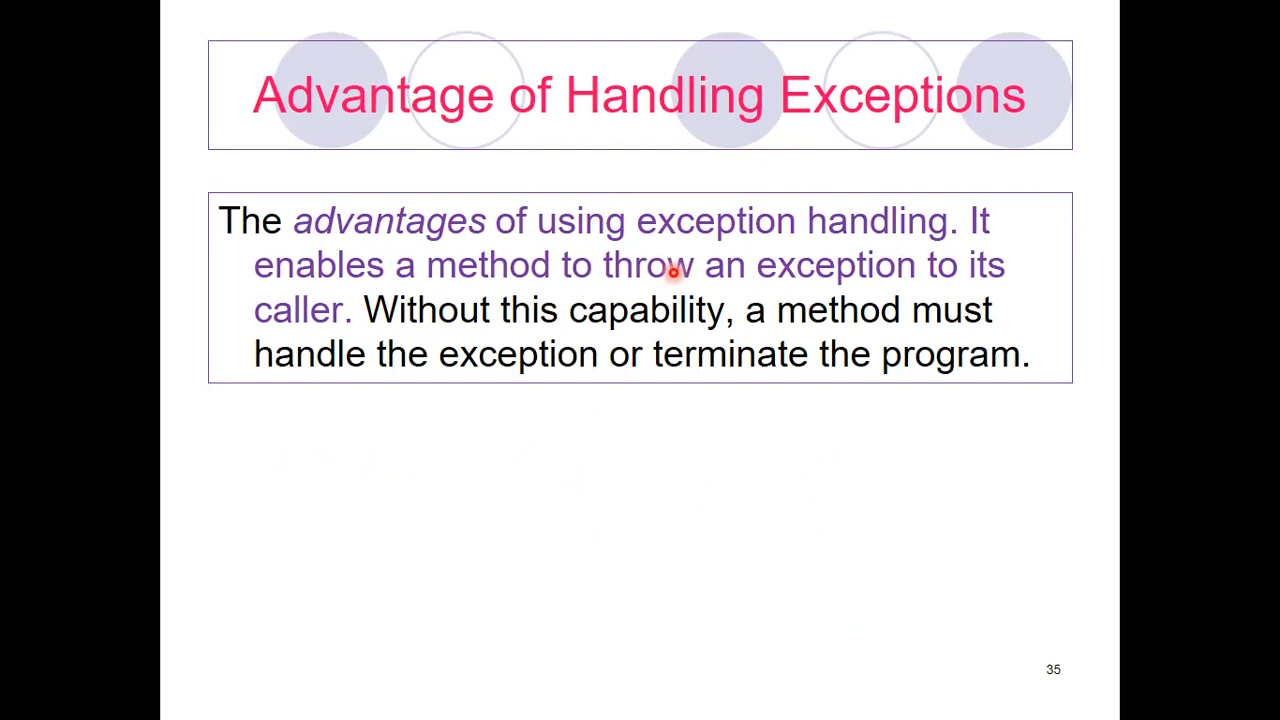 Advantage of Handling Exceptions
The advantages of using exception handling. It
enables a method to throw an exception to its
caller. Without this capability, a method must
handle the exception or terminate the program.
35